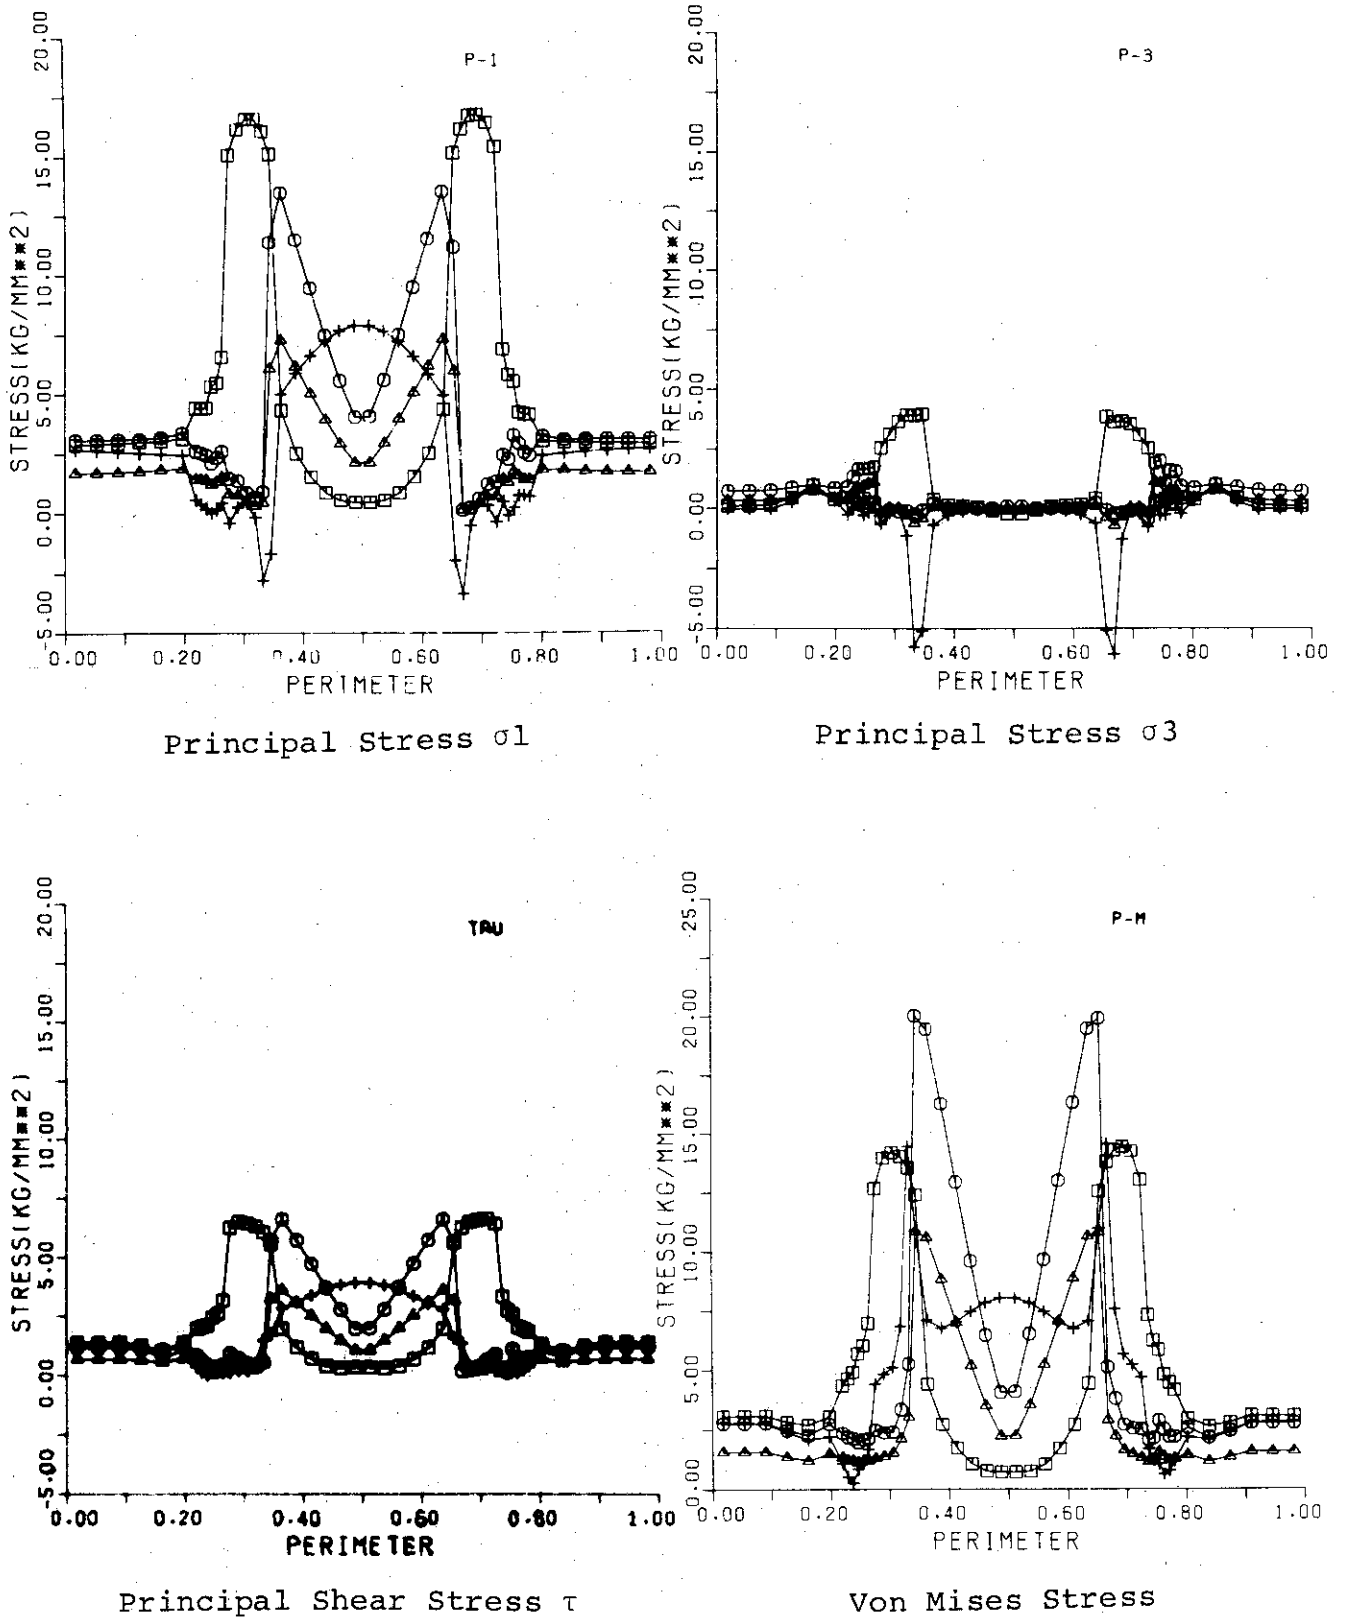 P-1
STRESS(KG/MM**2)
20.00
15.00
10.00
5.00
0.00
-5.00
0.00 0.20 0.40 0.60 0.80 1.00
PERIMETER
Principal Stress σ1
P-3
STRESS(KG/MM**2)
20.00
15.00
10.00
5.00
0.00
-5.00
0.00 0.20 0.40 0.60 0.80 1.00
PERIMETER
Principal Stress σ3
TAU
STRESS(KG/MM**2)
20.00
15.00
10.00
5.00
0.00
-5.00
0.00 0.20 0.40 0.60 0.80 1.00
PERIMETER
Principal Shear Stress τ
P-M
STRESS(KG/MM**2)
25.00
20.00
15.00
10.00
5.00
0.00
0.00 0.20 0.40 0.60 0.80 1.00
PERIMETER
Von Mises Stress